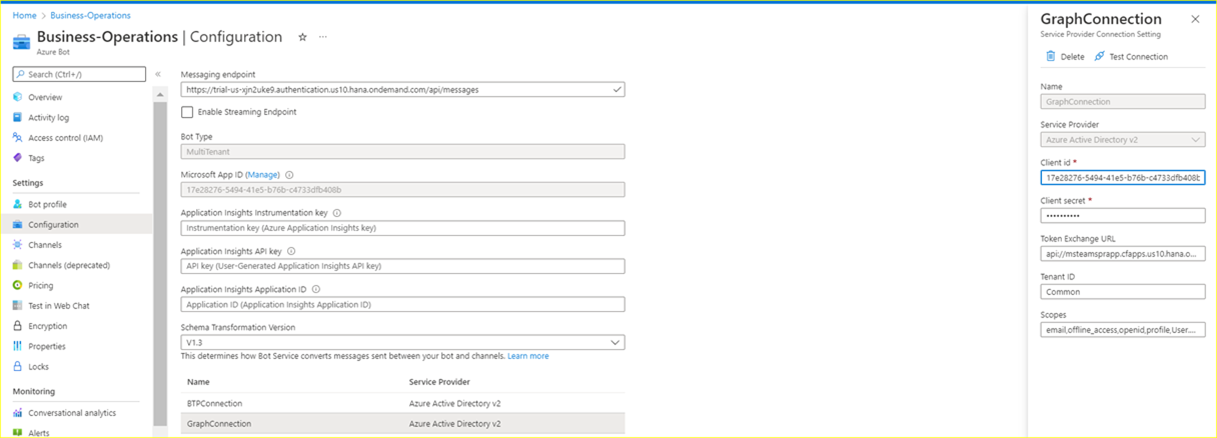 Home > Business-Operations
Business-Operations | Configuration
Azure Bot
Search (Ctrl+/)
Overview
Activity log
Access control (IAM)
Tags
Settings
Bot profile
Configuration
Channels
Channels (deprecated)
Pricing
Test in Web Chat
Encryption
Properties
Locks
Monitoring
Conversational analytics
Alerts
Messaging endpoint
https://trial-us-xjn2uke9.authentication.us10.hana.ondemand.com/api/messages
Enable Streaming Endpoint
Bot Type
MultiTenant
Microsoft App ID (Manage)
17e28276-5494-41e5-b76b-c4733dfb408b
Application Insights Instrumentation key
Instrumentation key (Azure Application Insights key)
Application Insights API key
API key (User-Generated Application Insights API key)
Application Insights Application ID
Application ID (Application Insights Application ID)
Schema Transformation Version
V1.3
This determines how Bot Service converts messages sent between your bot and channels. Learn more
Name Service Provider
BTPConnection Azure Active Directory v2
GraphConnection Azure Active Directory v2
GraphConnection
Service Provider Connection Setting
Delete Test Connection
Name
GraphConnection
Service Provider
Azure Active Directory v2
Client id *
17e28276-5494-41e5-b76b-c4733dfb408b
Client secret *
••••••••••
Token Exchange URL
api://msteamsprapp.cfapps.us10.hana.o...
Tenant ID
Common
Scopes
email,offline_access,openid,profile,User....